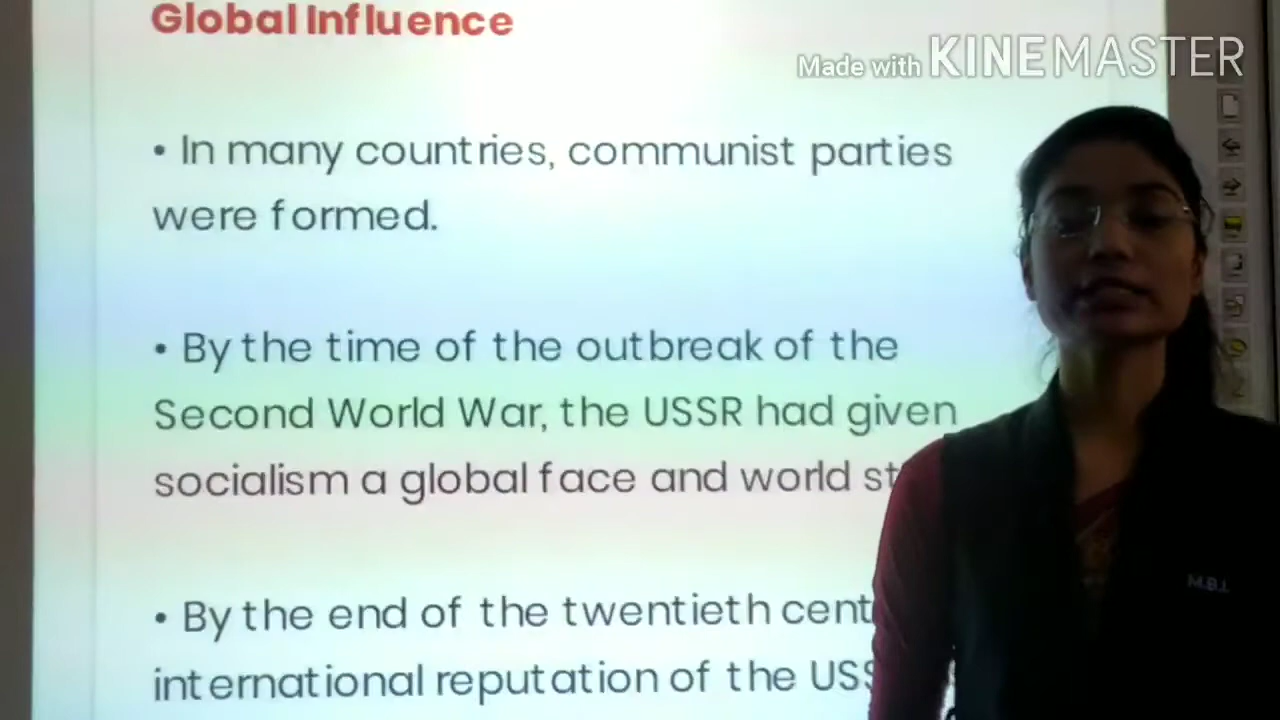 Global Influence
Made with KINEMASTER
• In many countries, communist parties
were formed.
• By the time of the outbreak of the
Second World War, the USSR had given
socialism a global face and world
• By the end of the twentieth
international reputation of the
M.B.I.